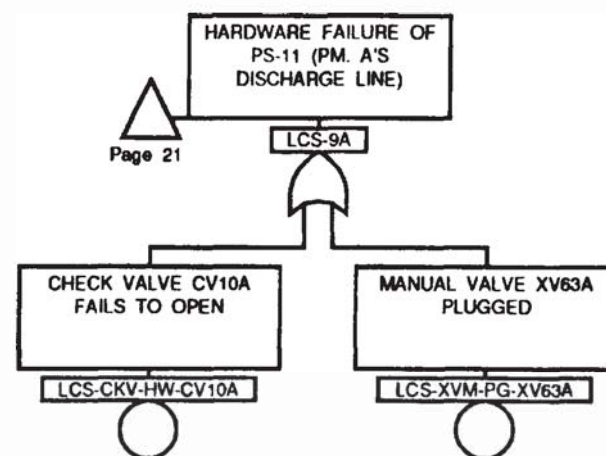 HARDWARE FAILURE OF
PS-11 (PM. A'S
DISCHARGE LINE)
Page 21
LCS-9A
CHECK VALVE CV10A
FAILS TO OPEN
MANUAL VALVE XV63A
PLUGGED
LCS-CKV-HW-CV10A
LCS-XVM-PG-XV63A